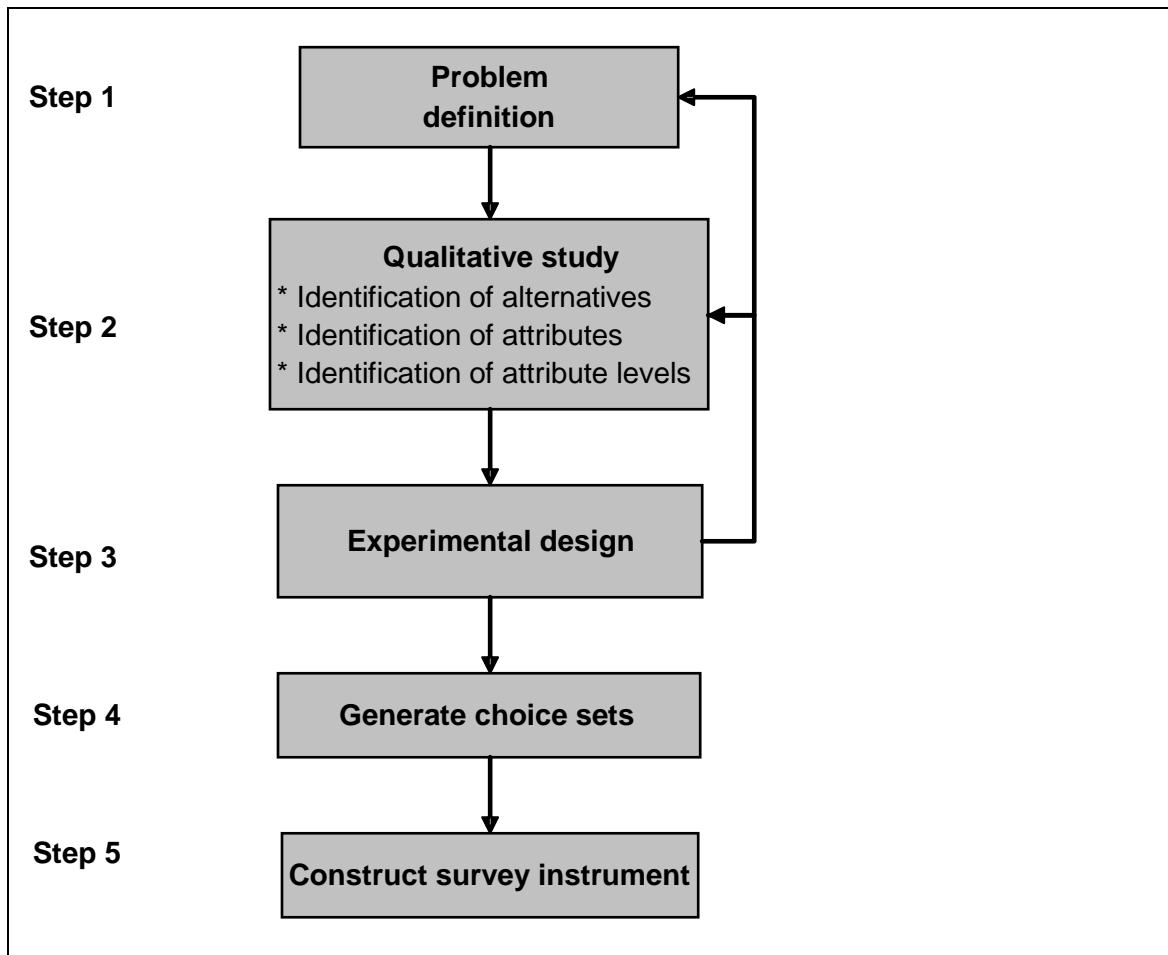 Step 1
Problem
definition
Step 2
Qualitative study
* Identification of alternatives
* Identification of attributes
* Identification of attribute levels
Step 3
Experimental design
Step 4
Generate choice sets
Step 5
Construct survey instrument